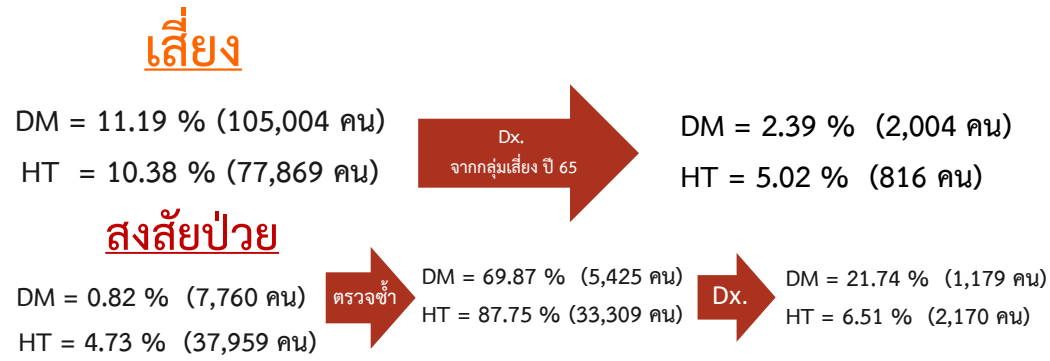 เสี่ยง
DM = 11.19 % (105,004 คน)
HT = 10.38 % (77,869 คน)
Dx.
จากกลุ่มเสี่ยง ปี 65
DM = 2.39 % (2,004 คน)
HT = 5.02 % (816 คน)
สงสัยป่วย
DM = 0.82 % (7,760 คน)
HT = 4.73 % (37,959 คน)
ตรวจซ้ำ
DM = 69.87 % (5,425 คน)
HT = 87.75 % (33,309 คน)
Dx.
DM = 21.74 % (1,179 คน)
HT = 6.51 % (2,170 คน)